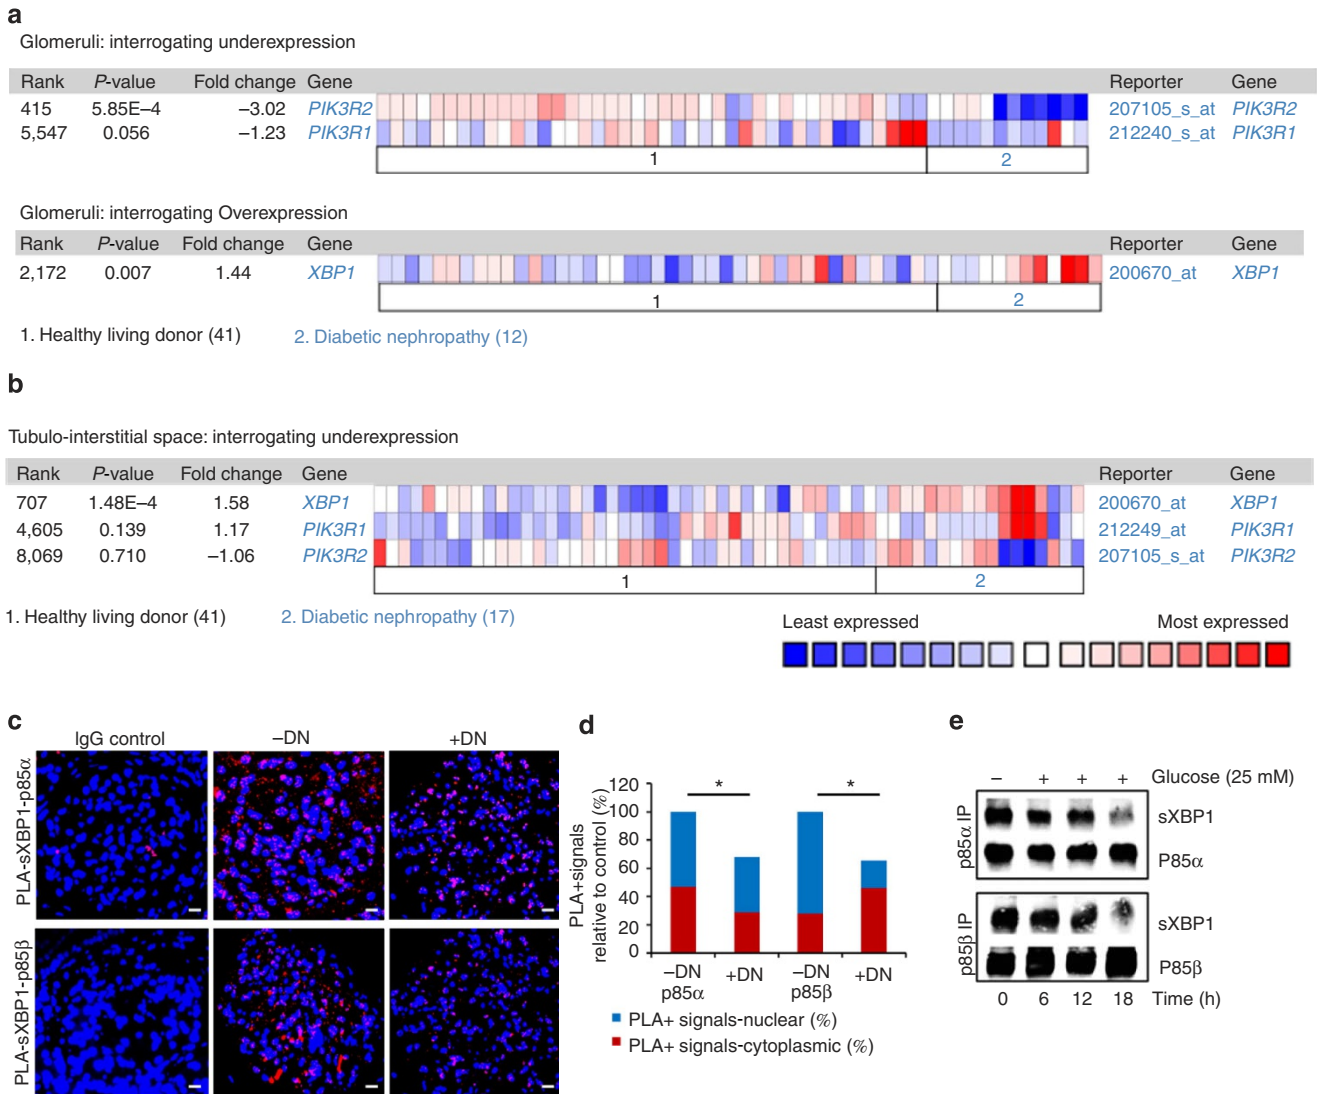 a
Glomeruli: interrogating underexpression
Rank P-value Fold change Gene Reporter Gene
415 5.85E–4 –3.02 PIK3R2 207105_s_at PIK3R2
5,547 0.056 –1.23 PIK3R1 212240_s_at PIK3R1
1 2
Glomeruli: interrogating Overexpression
Rank P-value Fold change Gene Reporter Gene
2,172 0.007 1.44 XBP1 200670_at XBP1
1 2
1. Healthy living donor (41) 2. Diabetic nephropathy (12)
b
Tubulo-interstitial space: interrogating underexpression
Rank P-value Fold change Gene Reporter Gene
707 1.48E–4 1.58 XBP1 200670_at XBP1
4,605 0.139 1.17 PIK3R1 212249_at PIK3R1
8,069 0.710 –1.06 PIK3R2 207105_s_at PIK3R2
1 2
1. Healthy living donor (41) 2. Diabetic nephropathy (17)
Least expressed Most expressed
c
IgG control –DN +DN
PLA-sXBP1-p85α
PLA-sXBP1-p85β
d
PLA+signals
relative to control (%)
120
100
80
60
40
20
0
–DN +DN –DN +DN
p85α p85β
PLA+ signals-nuclear (%)
PLA+ signals-cytoplasmic (%)
* *
e
– + + + Glucose (25 mM)
p85α IP
sXBP1
P85α
p85β IP
sXBP1
P85β
0 6 12 18 Time (h)